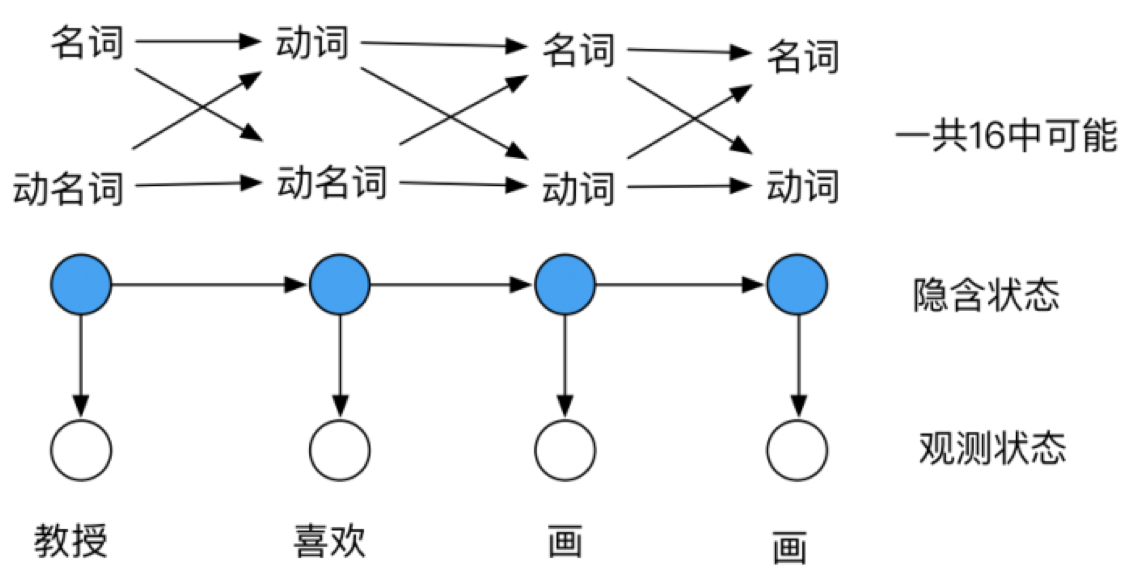 名词 动词 名词 名词
一共16中可能
动名词 动名词 动词 动词
隐含状态
观测状态
教授 喜欢 画 画